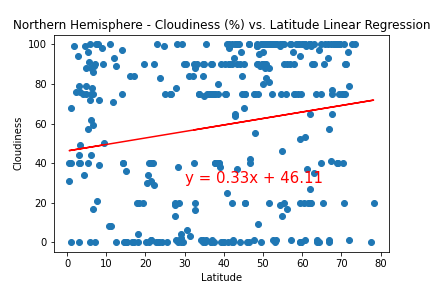 Northern Hemisphere - Cloudiness (%) vs. Latitude Linear Regression
100
80
60
40
20
0
Cloudiness
y = 0.33x + 46.11
0 10 20 30 40 50 60 70 80
Latitude